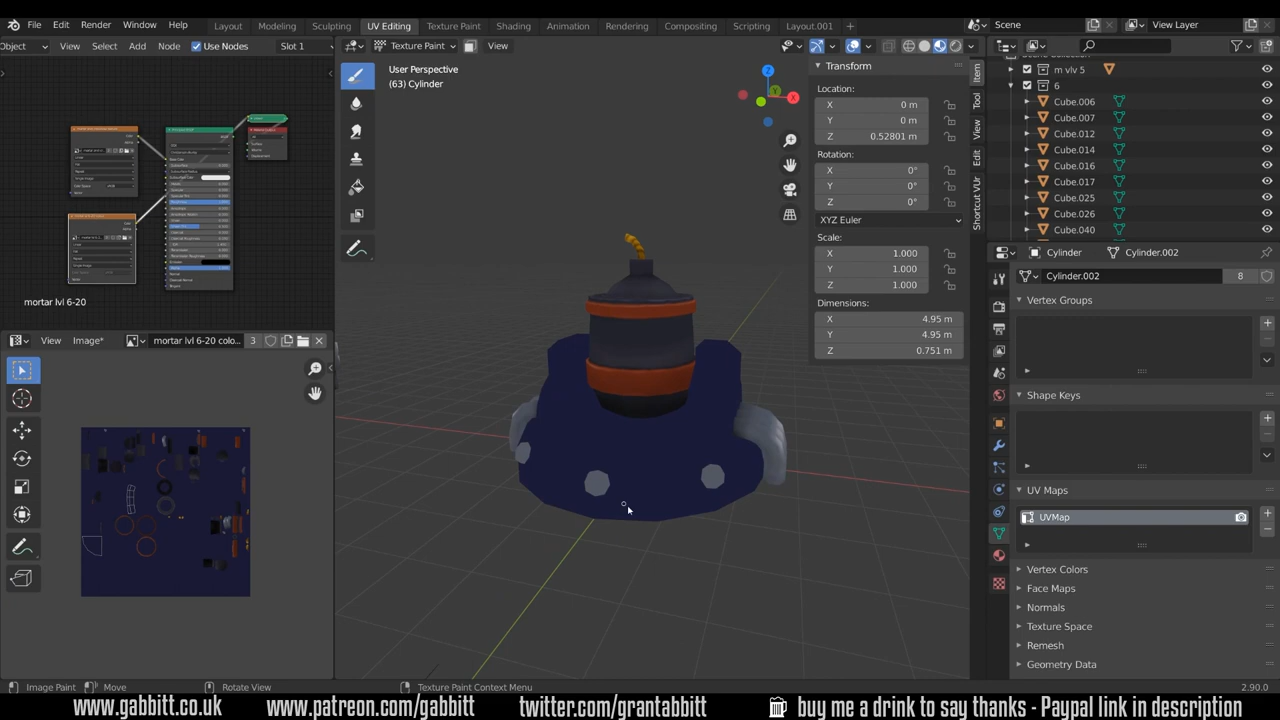 File Edit Render Window Help Layout Modeling Sculpting UV Editing Texture Paint Shading Animation Rendering Compositing Scripting Layout.001 Scene View Layer
Object View Select Add Node Use Nodes Slot 1 Texture Paint View
User Perspective
(63) Cylinder
mortar lvl 6-20
View Image* mortar lvl 6-20 colo... 3
Transform
Location:
X 0 m
Y 0 m
Z 0.52801 m
Rotation:
X 0°
Y 0°
Z 0°
XYZ Euler
Scale:
X 1.000
Y 1.000
Z 1.000
Dimensions:
X 4.95 m
Y 4.95 m
Z 0.751 m
Item
Tool
View
Edit
Shortcut VUr
m vlv 5
6
Cube.006
Cube.007
Cube.012
Cube.014
Cube.016
Cube.017
Cube.025
Cube.026
Cube.040
Cylinder Cylinder.002
Cylinder.002 8
Vertex Groups
Shape Keys
UV Maps
UVMap
Vertex Colors
Face Maps
Normals
Texture Space
Remesh
Geometry Data
Image Paint Move Rotate View Texture Paint Context Menu 2.90.0
www.gabbitt.co.uk www.patreon.com/gabbitt twitter.com/grantabbitt buy me a drink to say thanks - Paypal link in description